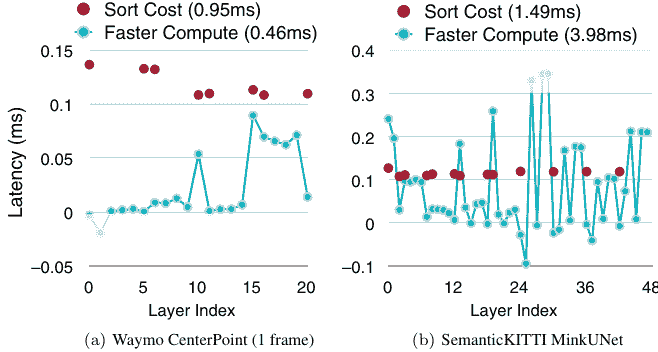 Sort Cost (0.95ms)
Faster Compute (0.46ms)
Latency (ms)
0.15
0.1
0.05
0
–0.05
0 5 10 15 20
Layer Index
(a) Waymo CenterPoint (1 frame)
Sort Cost (1.49ms)
Faster Compute (3.98ms)
0.4
0.3
0.2
0.1
0
–0.1
0 12 24 36 48
Layer Index
(b) SemanticKITTI MinkUNet